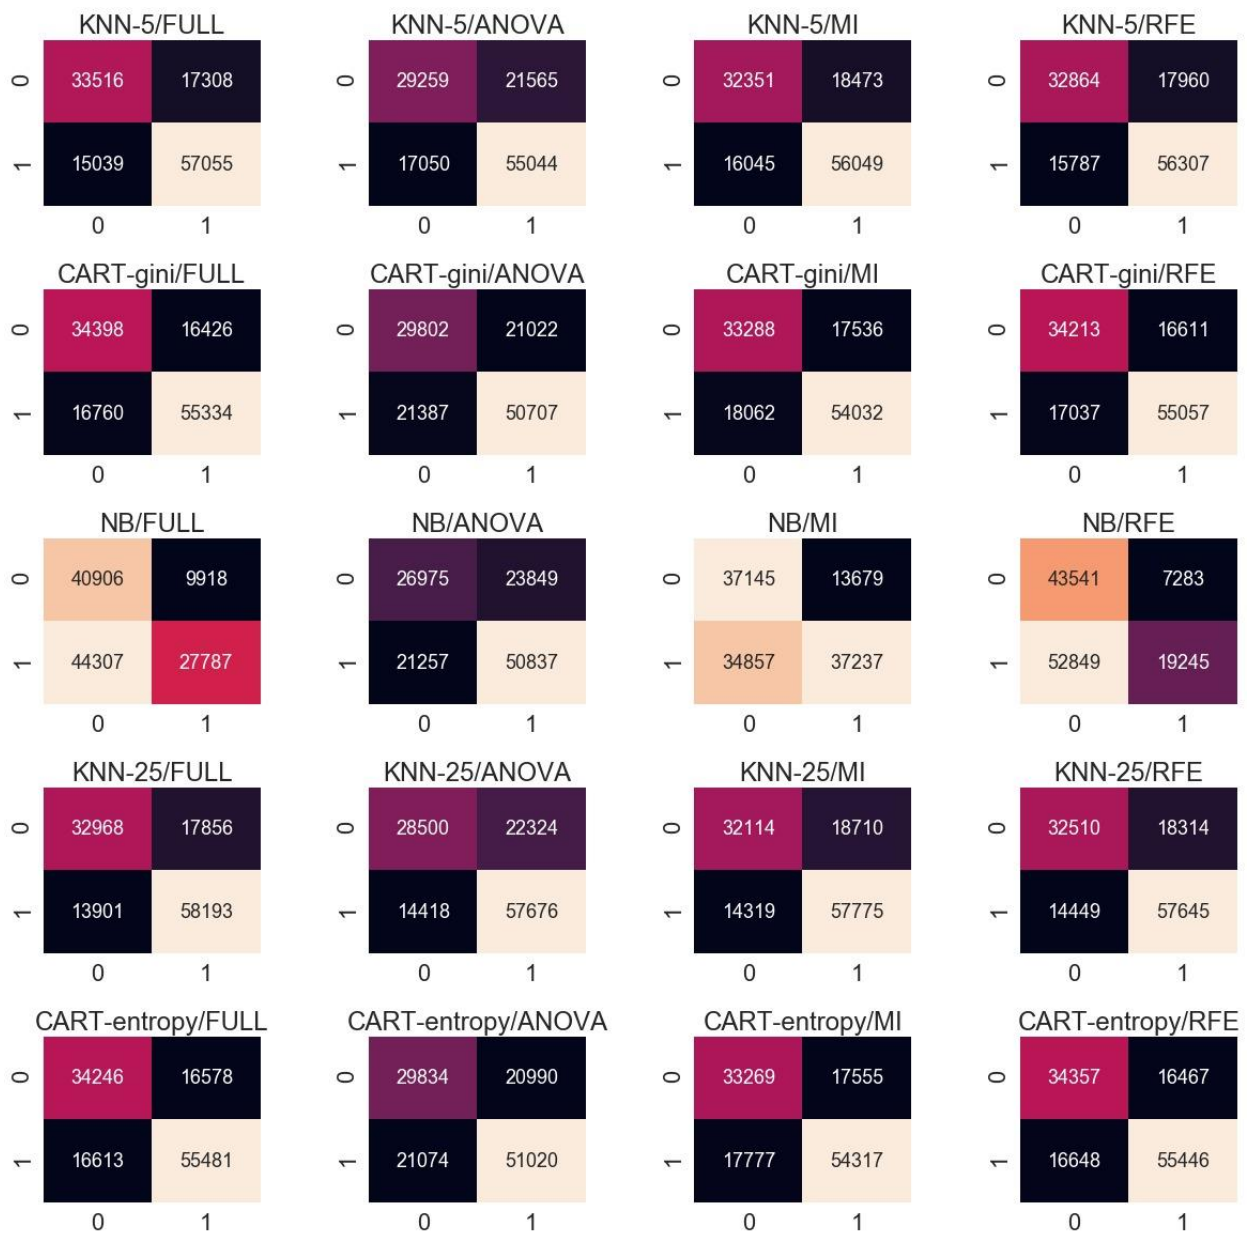 KNN-5/FULL KNN-5/ANOVA KNN-5/MI KNN-5/RFE
0 33516 17308 0 29259 21565 0 32351 18473 0 32864 17960
1 15039 57055 1 17050 55044 1 16045 56049 1 15787 56307
0 1 0 1 0 1 0 1
CART-gini/FULL CART-gini/ANOVA CART-gini/MI CART-gini/RFE
0 34398 16426 0 29802 21022 0 33288 17536 0 34213 16611
1 16760 55334 1 21387 50707 1 18062 54032 1 17037 55057
0 1 0 1 0 1 0 1
NB/FULL NB/ANOVA NB/MI NB/RFE
0 40906 9918 0 26975 23849 0 37145 13679 0 43541 7283
1 44307 27787 1 21257 50837 1 34857 37237 1 52849 19245
0 1 0 1 0 1 0 1
KNN-25/FULL KNN-25/ANOVA KNN-25/MI KNN-25/RFE
0 32968 17856 0 28500 22324 0 32114 18710 0 32510 18314
1 13901 58193 1 14418 57676 1 14319 57775 1 14449 57645
0 1 0 1 0 1 0 1
CART-entropy/FULL CART-entropy/ANOVA CART-entropy/MI CART-entropy/RFE
0 34246 16578 0 29834 20990 0 33269 17555 0 34357 16467
1 16613 55481 1 21074 51020 1 17777 54317 1 16648 55446
0 1 0 1 0 1 0 1